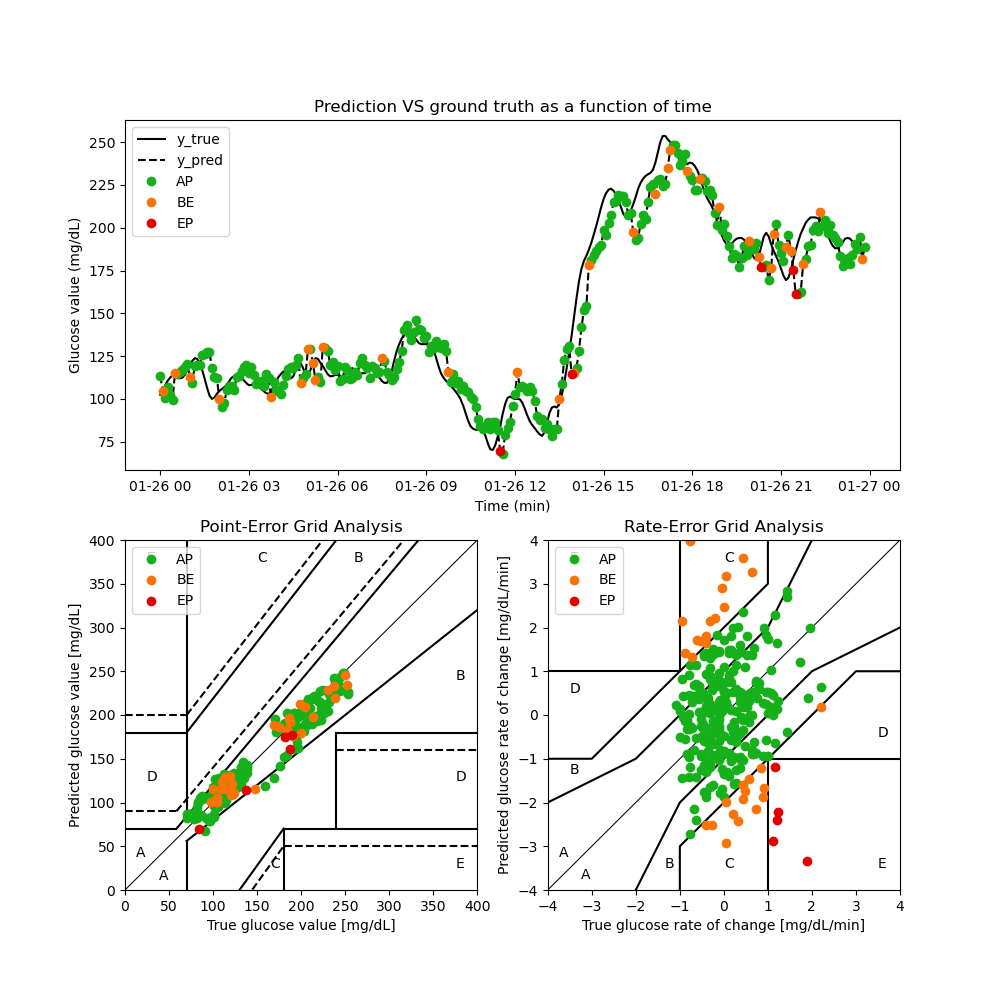 Prediction VS ground truth as a function of time
Glucose value (mg/dL)
250
225
200
175
150
125
100
75
y_true
y_pred
AP
BE
EP
01-26 00 01-26 03 01-26 06 01-26 09 01-26 12 01-26 15 01-26 18 01-26 21 01-27 00
Time (min)
Point-Error Grid Analysis
Predicted glucose value [mg/dL]
400
350
300
250
200
150
100
50
0
AP
BE
EP
C
B
B
D
D
A
A
C
E
0 50 100 150 200 250 300 350 400
True glucose value [mg/dL]
Rate-Error Grid Analysis
Predicted glucose rate of change [mg/dL/min]
4
3
2
1
0
−1
−2
−3
−4
AP
BE
EP
C
D
D
B
A
A
B
C
E
−4 −3 −2 −1 0 1 2 3 4
True glucose rate of change [mg/dL/min]